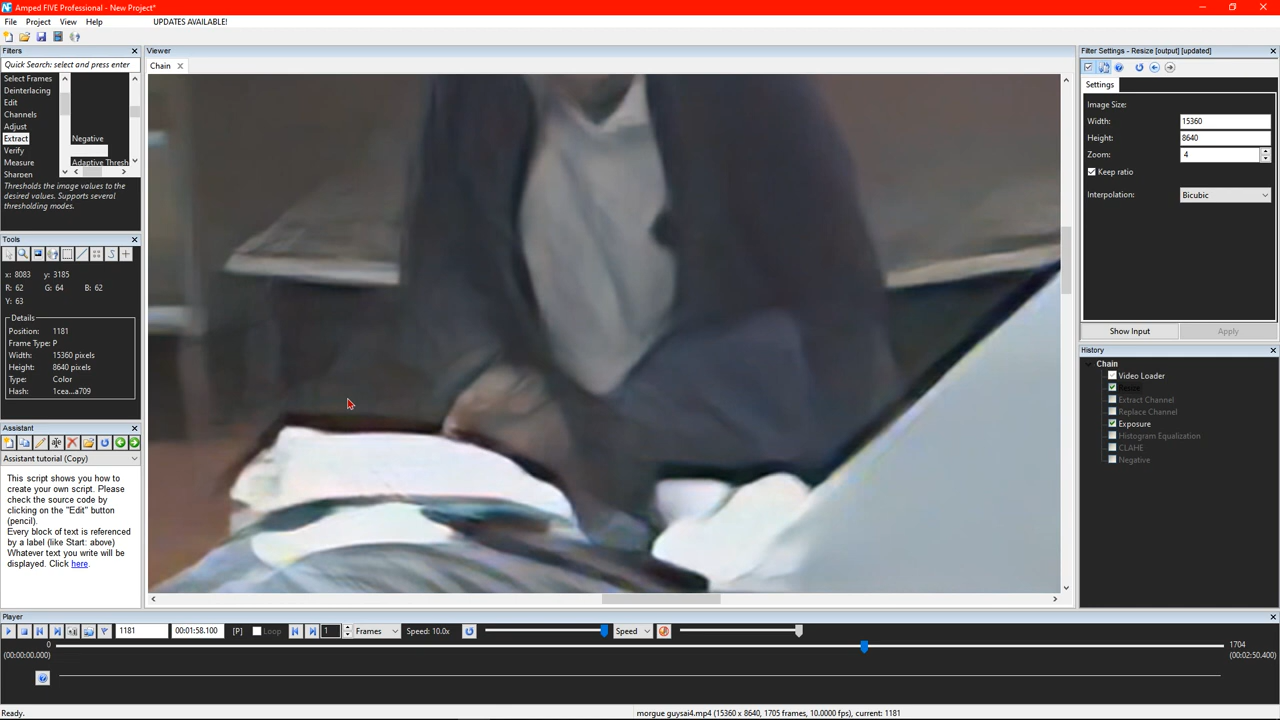 Amped FIVE Professional - New Project*
File Project View Help UPDATES AVAILABLE!
Filters
Quick Search: select and press enter
Select Frames
Deinterlacing
Edit
Channels
Adjust
Extract
Verify
Measure
Sharpen
Negative
Adaptive Thresh
Thresholds the image values to the
desired values. Supports several
thresholding modes.
Tools
x: 8083 y: 3185
R: 62 G: 64 B: 62
Y: 63
Details
Position: 1181
Frame Type: P
Width: 15360 pixels
Height: 8640 pixels
Type: Color
Hash: 1cea...a709
Assistant
Assistant tutorial (Copy)
This script shows you how to
create your own script. Please
check the source code by
clicking on the "Edit" button
(pencil).
Every block of text is referenced
by a label (like Start: above)
Whatever text you write will be
displayed. Click here.
Viewer
Chain
Filter Settings - Resize [output] [updated]
Settings
Image Size:
Width: 15360
Height: 8640
Zoom: 4
Keep ratio
Interpolation: Bicubic
Show Input Apply
History
Chain
Video Loader
Resize
Extract Channel
Replace Channel
Exposure
Histogram Equalization
CLAHE
Negative
Player
1181 00:01:58.100 [P] Loop 1 Frames Speed: 10.0x Speed
0 1704
(00:00:00.000) (00:02:50.400)
Ready. morgue guysai4.mp4 (15360 x 8640, 1705 frames, 10.0000 fps), current: 1181